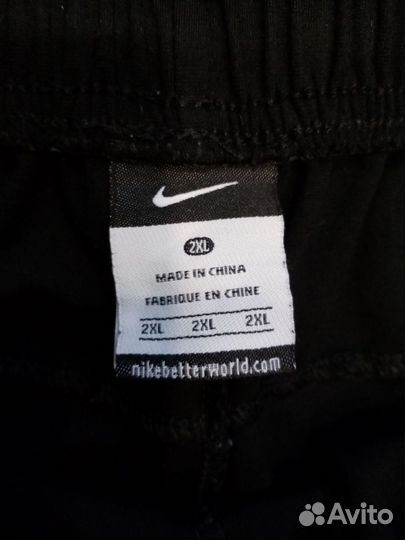 2XL
MADE IN CHINA
FABRIQUE EN CHINE
2XL 2XL 2XL
nikebetterworld.com
Avito